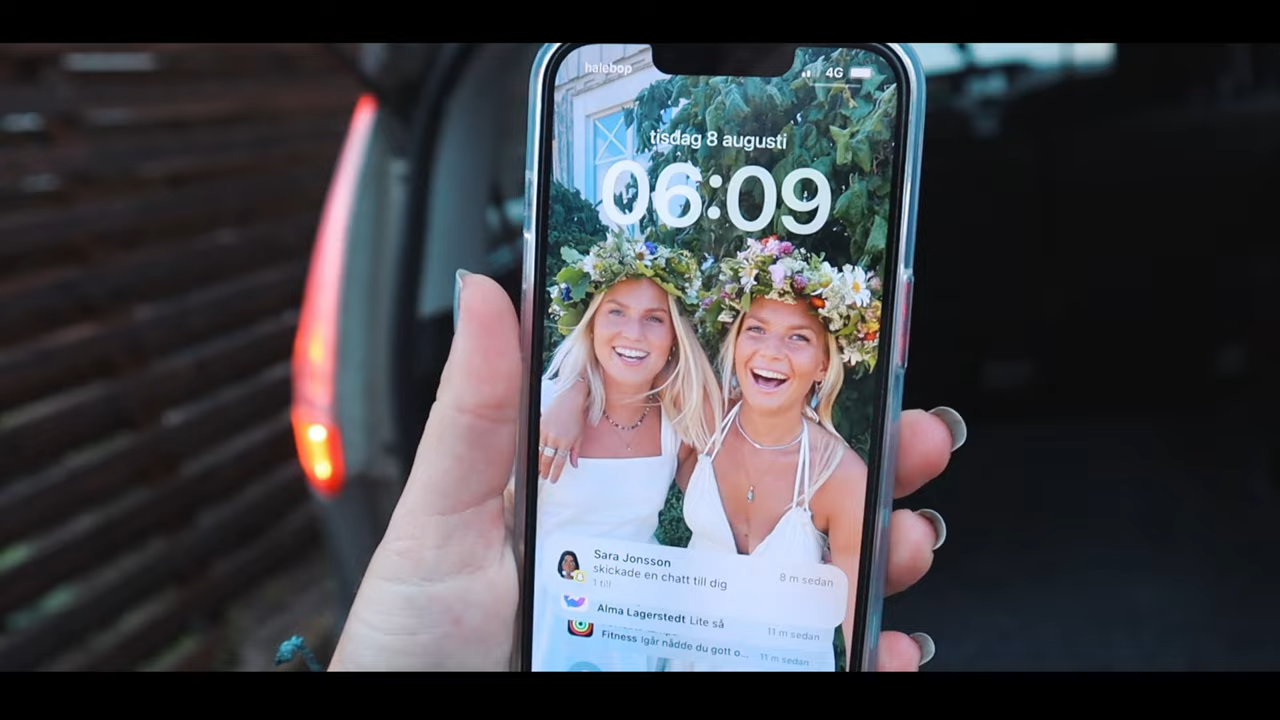 halebop
4G
tisdag 8 augusti
06:09
Sara Jonsson
skickade en chatt till dig
8 m sedan
1 till
Alma Lagerstedt Lite så
11 m sedan
Fitness Igår nådde du gott o...
11 m sedan